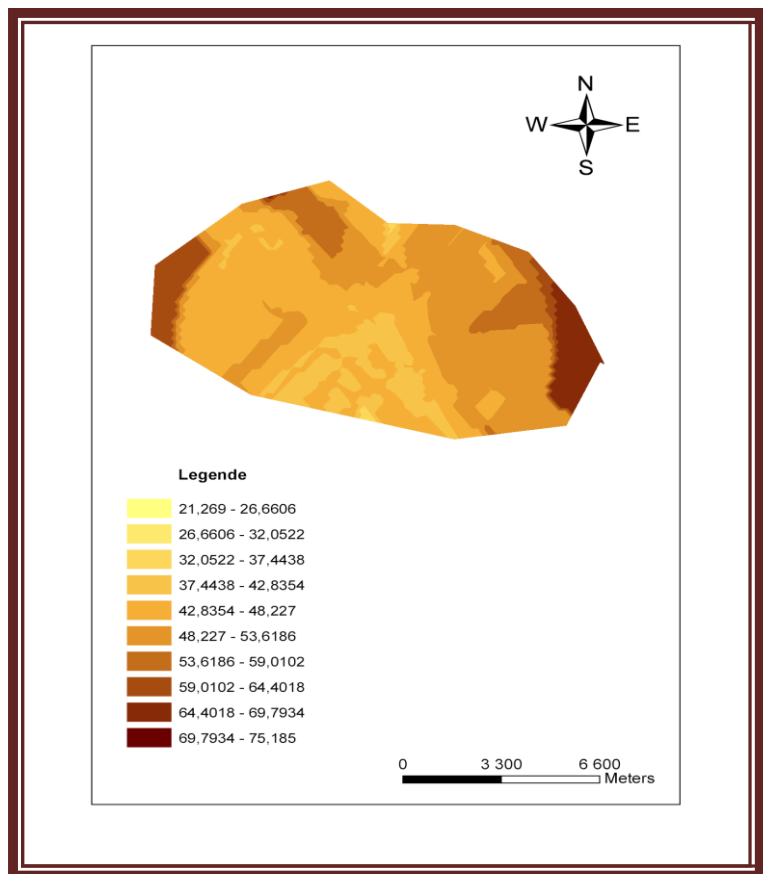 N
W E
S
Legende
21,269 - 26,6606
26,6606 - 32,0522
32,0522 - 37,4438
37,4438 - 42,8354
42,8354 - 48,227
48,227 - 53,6186
53,6186 - 59,0102
59,0102 - 64,4018
64,4018 - 69,7934
69,7934 - 75,185
0 3 300 6 600
Meters